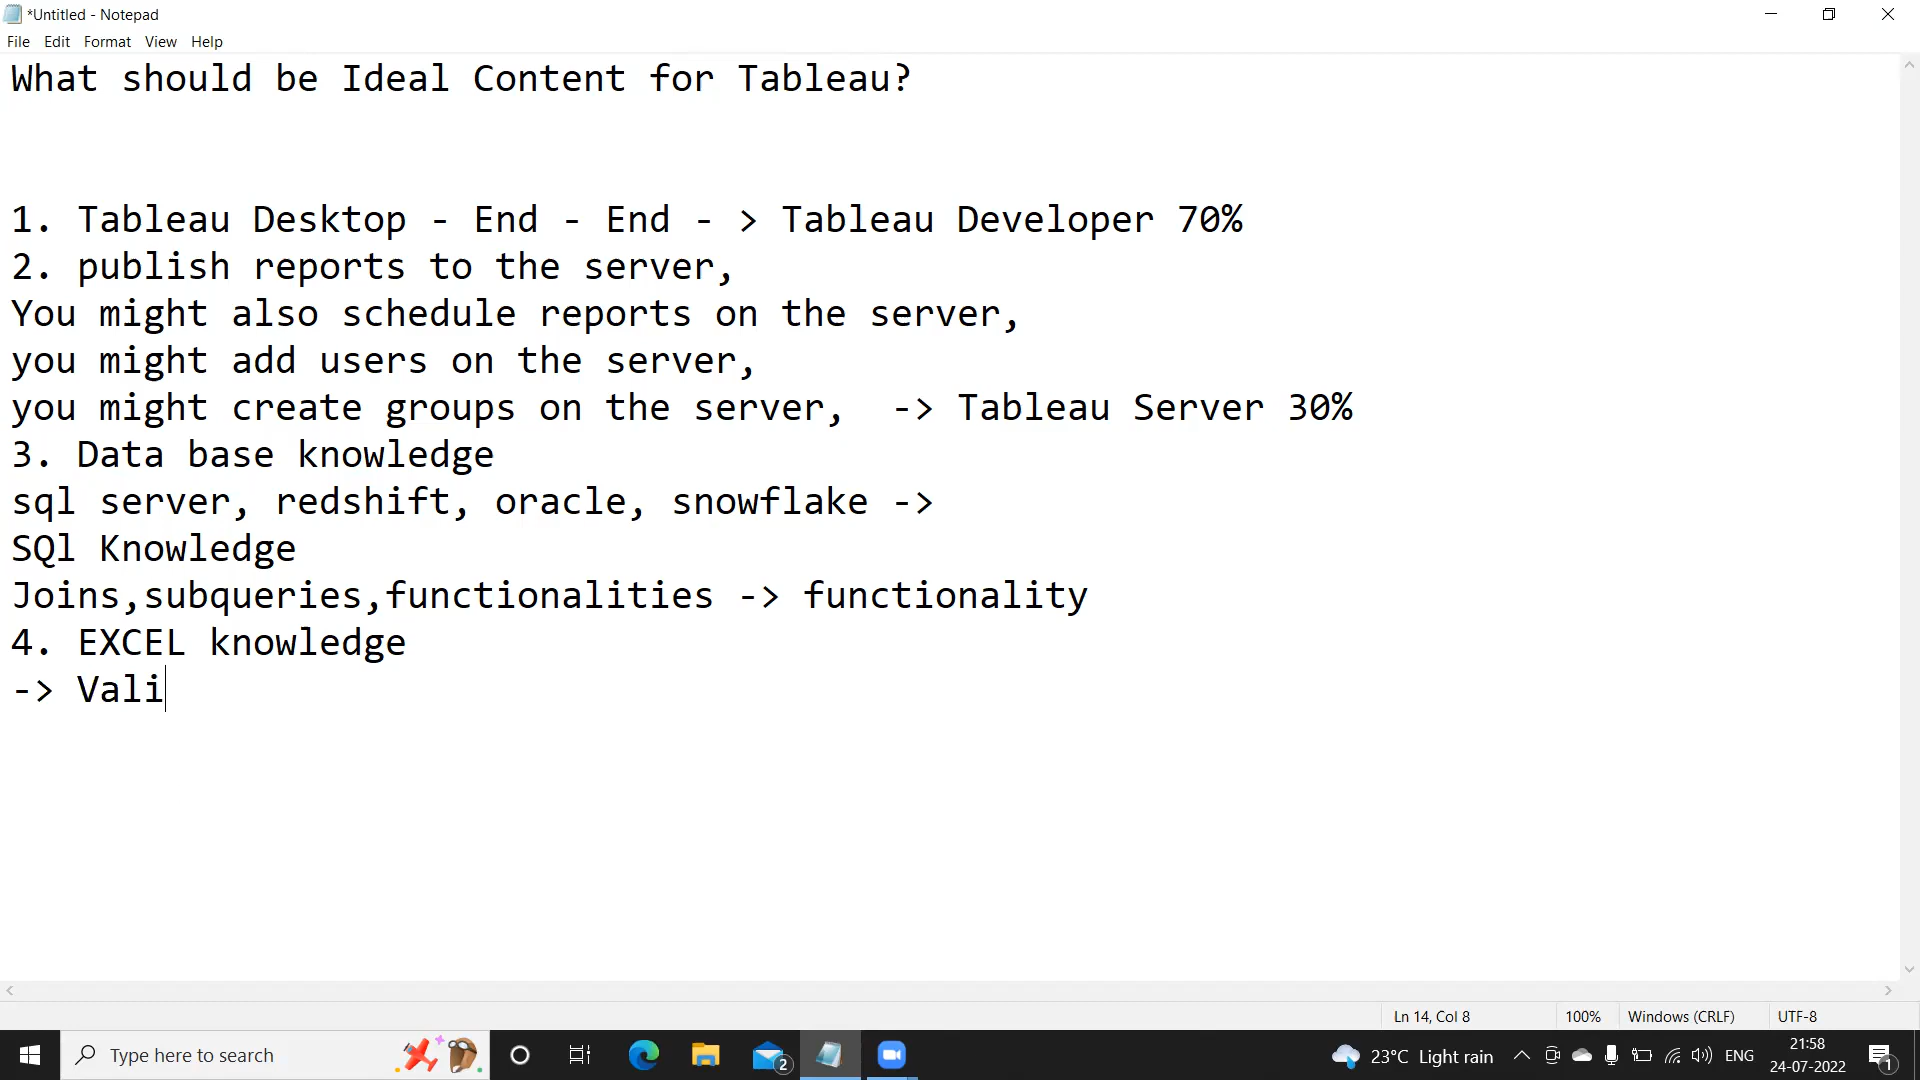 *Untitled - Notepad
File Edit Format View Help
What should be Ideal Content for Tableau?
1. Tableau Desktop - End - End - > Tableau Developer 70%
2. publish reports to the server,
You might also schedule reports on the server,
you might add users on the server,
you might create groups on the server,  -> Tableau Server 30%
3. Data base knowledge
sql server, redshift, oracle, snowflake ->
SQl Knowledge
Joins,subqueries,functionalities -> functionality
4. EXCEL knowledge
-> Vali
Ln 14, Col 8 100% Windows (CRLF) UTF-8
Type here to search 2 23°C Light rain ENG 21:58 1
24-07-2022